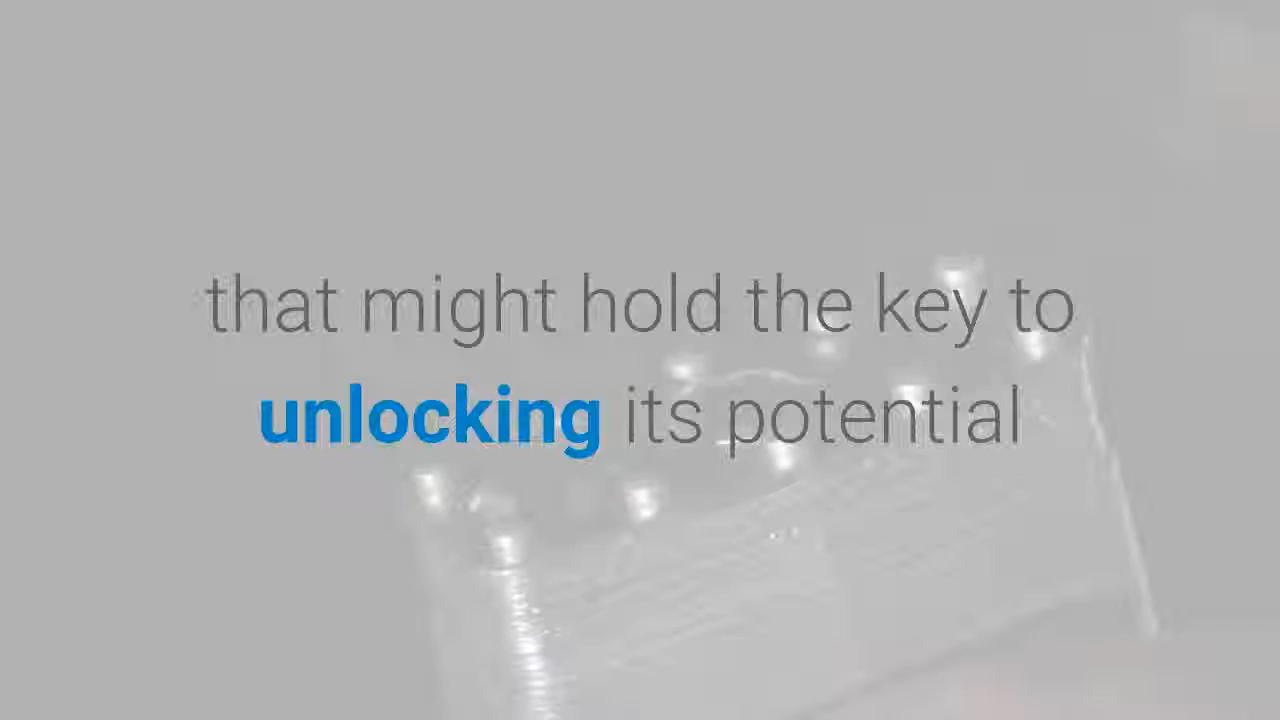 that might hold the key to
unlocking its potential